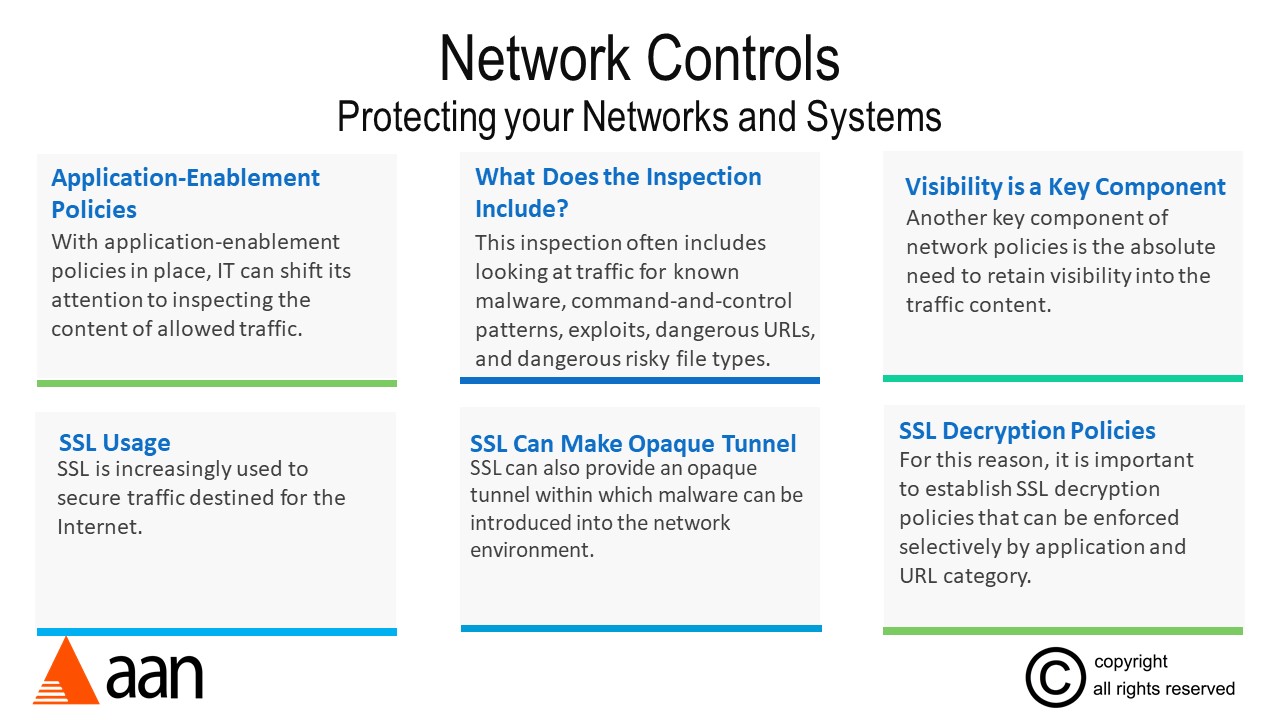 Network Controls
Protecting your Networks and Systems
Application-Enablement
Policies
With application-enablement
policies in place, IT can shift its
attention to inspecting the
content of allowed traffic.
What Does the Inspection
Include?
This inspection often includes
looking at traffic for known
malware, command-and-control
patterns, exploits, dangerous URLs,
and dangerous risky file types.
Visibility is a Key Component
Another key component of
network policies is the absolute
need to retain visibility into the
traffic content.
SSL Usage
SSL is increasingly used to
secure traffic destined for the
Internet.
SSL Can Make Opaque Tunnel
SSL can also provide an opaque
tunnel within which malware can be
introduced into the network
environment.
SSL Decryption Policies
For this reason, it is important
to establish SSL decryption
policies that can be enforced
selectively by application and
URL category.
aan
© copyright
all rights reserved